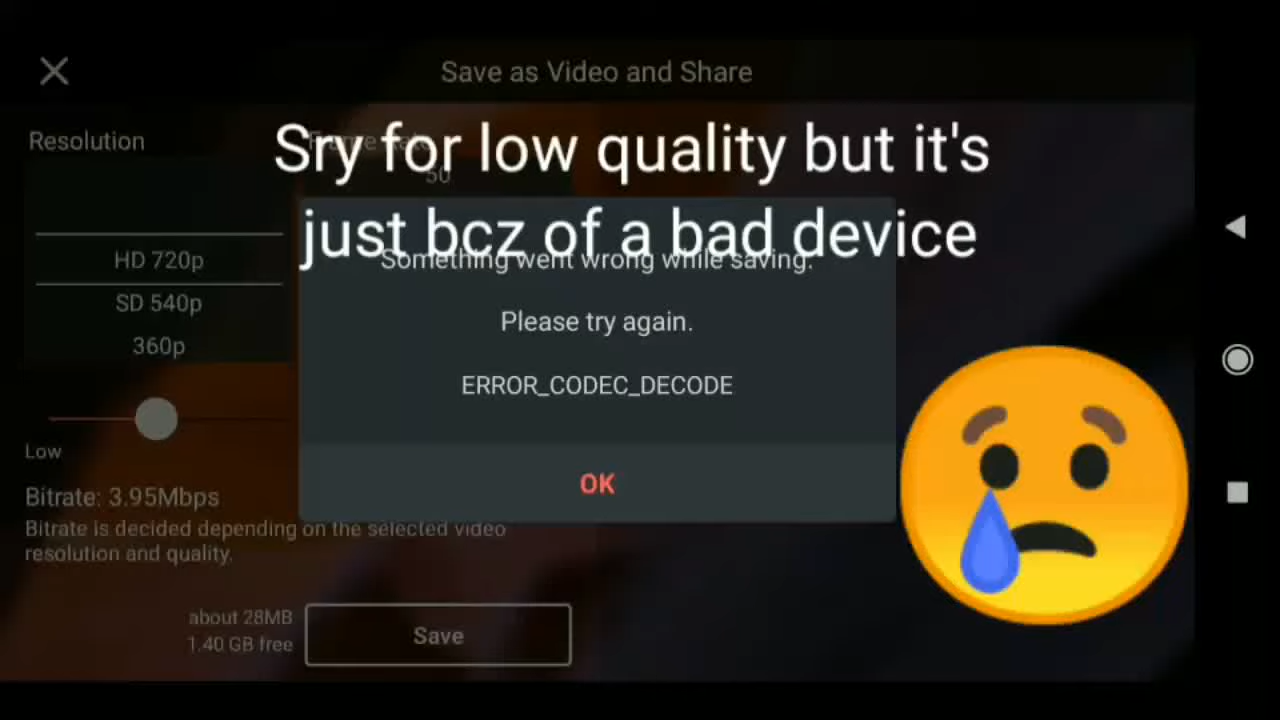 Save as Video and Share
Resolution
Sry for low quality but it's
50
just bcz of a bad device
HD 720p
SD 540p
360p
Something went wrong while saving.
Please try again.
ERROR_CODEC_DECODE
OK
Low
Bitrate: 3.95Mbps
Bitrate is decided depending on the selected video
resolution and quality.
about 28MB
1.40 GB free
Save